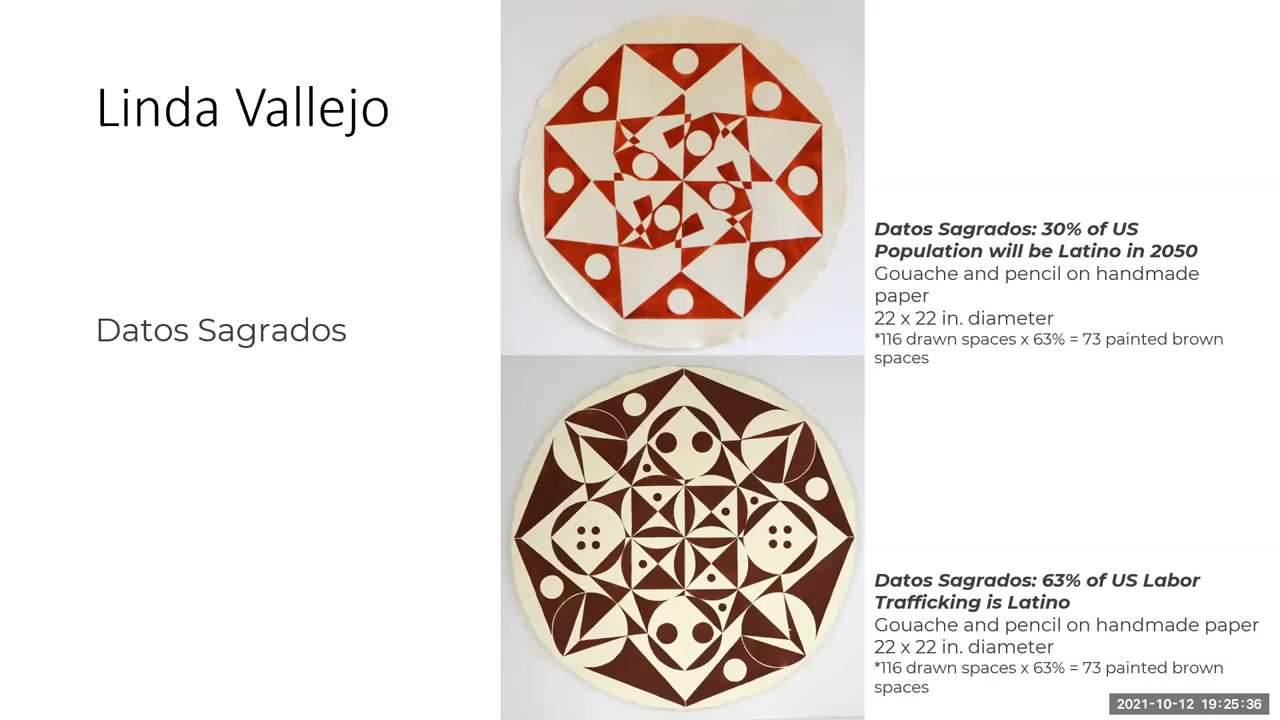 Linda Vallejo
Datos Sagrados
Datos Sagrados: 30% of US
Population will be Latino in 2050
Gouache and pencil on handmade
paper
22 x 22 in. diameter
*116 drawn spaces x 63% = 73 painted brown
spaces
Datos Sagrados: 63% of US Labor
Trafficking is Latino
Gouache and pencil on handmade paper
22 x 22 in. diameter
*116 drawn spaces x 63% = 73 painted brown
spaces
2021-10-12 19:25:36